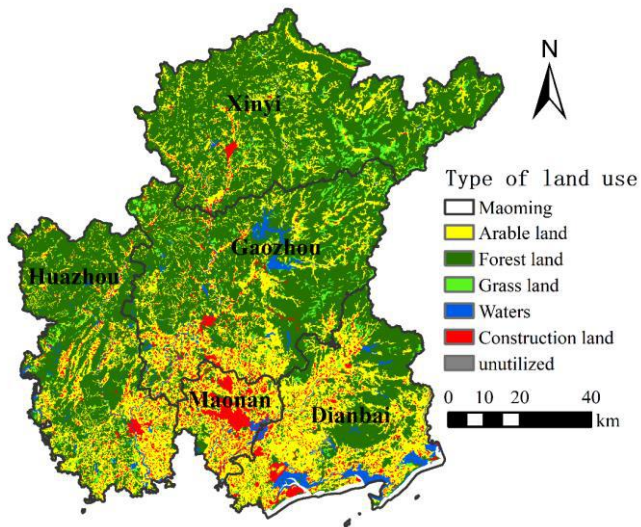 N
Xinyi
Type of land use
Maoming
Gaozhou
Arable land
Huazhou
Forest land
Grass land
Waters
Construction land
unutilized
Maonan
Dianbai
0 10 20 40
km